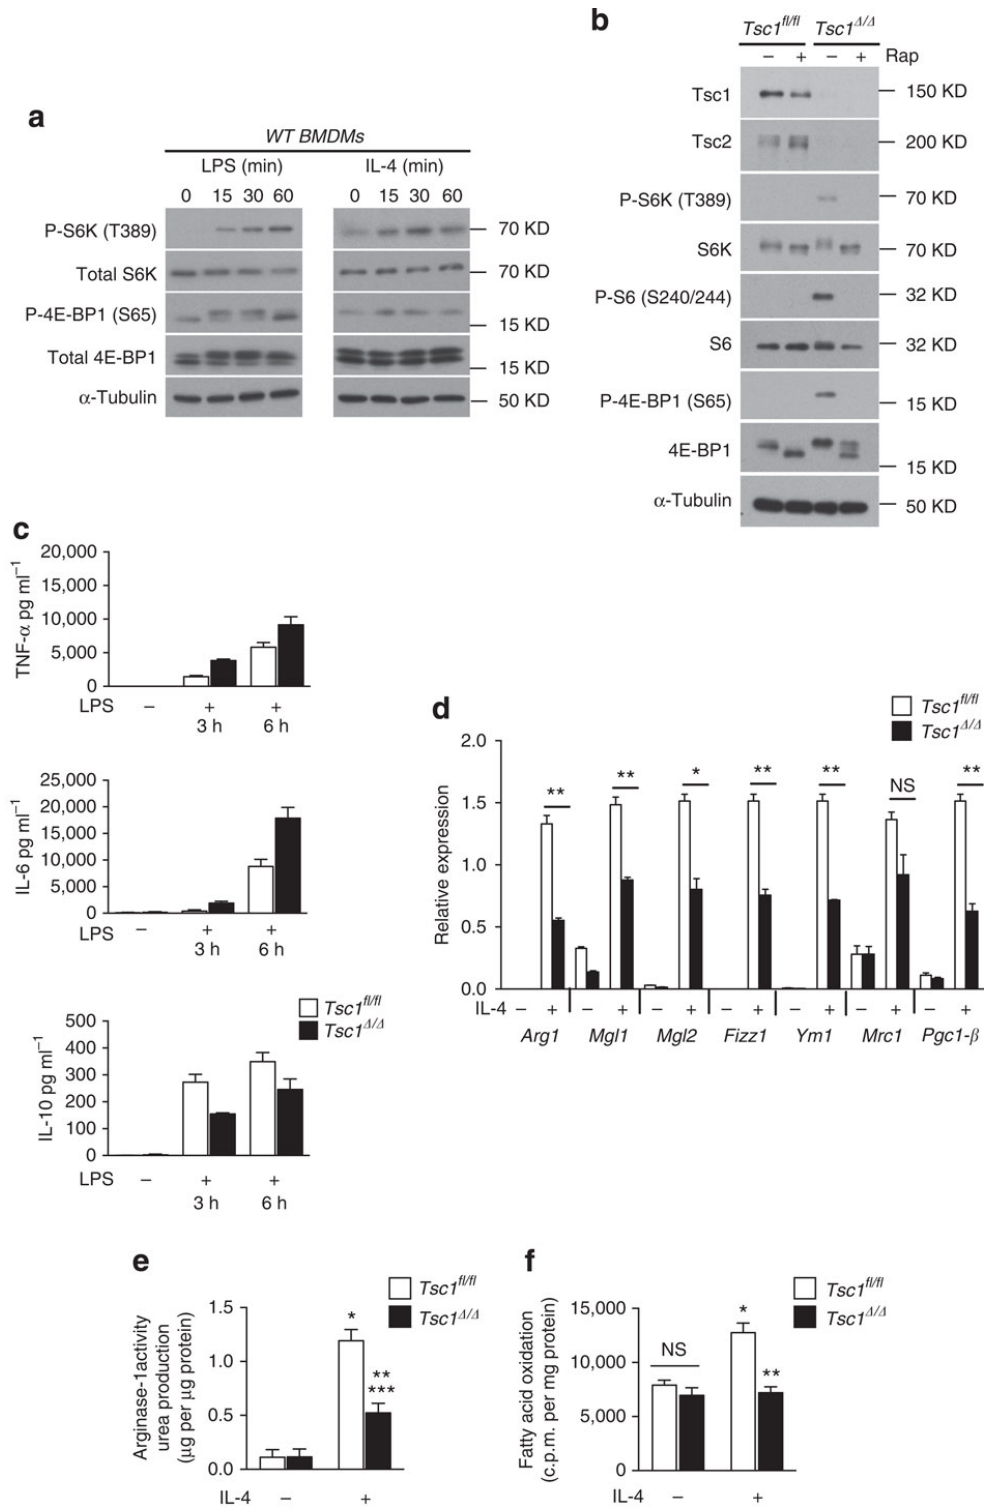 a
WT BMDMs
LPS (min)
IL-4 (min)
0 15 30 60
0 15 30 60
P-S6K (T389)
70 KD
Total S6K
70 KD
P-4E-BP1 (S65)
15 KD
Total 4E-BP1
15 KD
α-Tubulin
50 KD
b
Tsc1fl/fl Tsc1Δ/Δ
– + – + Rap
Tsc1
150 KD
Tsc2
200 KD
P-S6K (T389)
70 KD
S6K
70 KD
P-S6 (S240/244)
32 KD
S6
32 KD
P-4E-BP1 (S65)
15 KD
4E-BP1
15 KD
α-Tubulin
50 KD
c
TNF-α pg ml–1
20,000
15,000
10,000
5,000
0
LPS – + +
3 h 6 h
IL-6 pg ml–1
25,000
20,000
15,000
10,000
5,000
0
LPS – + +
3 h 6 h
Tsc1fl/fl
Tsc1Δ/Δ
IL-10 pg ml–1
500
400
300
200
100
0
LPS – + +
3 h 6 h
d
Tsc1fl/fl
Tsc1Δ/Δ
Relative expression
2.0
1.5
1.0
0.5
0.0
** ** * ** ** NS **
IL-4 – + – + – + – + – + – + – +
Arg1 Mgl1 Mgl2 Fizz1 Ym1 Mrc1 Pgc1-β
e
Tsc1fl/fl
Tsc1Δ/Δ
Arginase-1activity
urea production
(μg per μg protein)
1.5
1.0
0.5
0.0
*
**
***
IL-4 – +
f
Tsc1fl/fl
Tsc1Δ/Δ
Fatty acid oxidation
(c.p.m. per mg protein)
15,000
10,000
5,000
0
NS
*
**
IL-4 – +